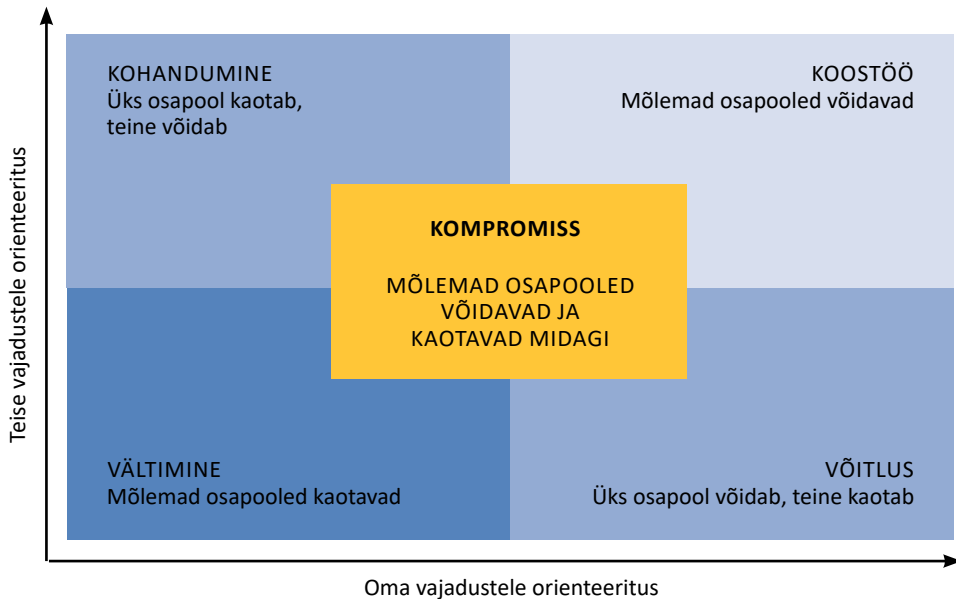 Teise vajadustele orienteeritus
KOHANDUMINE
Üks osapool kaotab,
teine võidab
KOOSTÖÖ
Mõlemad osapooled võidavad
KOMPROMISS
MÕLEMAD OSAPOOLED
VÕIDAVAD JA
KAOTAVAD MIDAGI
VÄLTIMINE
Mõlemad osapooled kaotavad
VÕITLUS
Üks osapool võidab, teine kaotab
Oma vajadustele orienteeritus